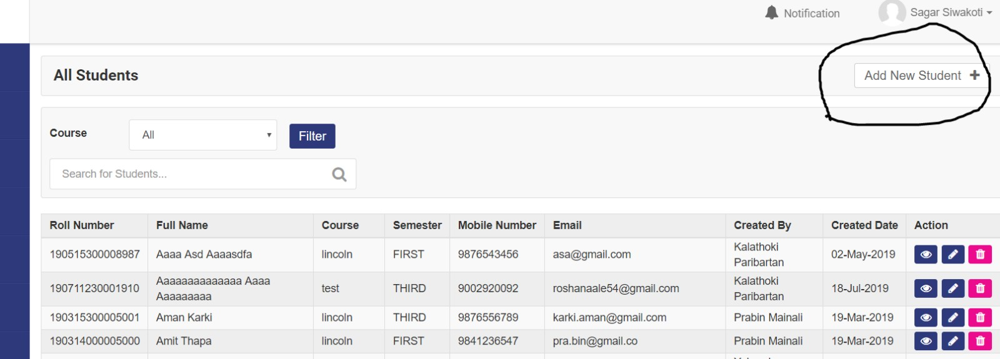 Notification Sagar Siwakoti
All Students Add New Student
Course All Filter
Search for Students...
Roll Number Full Name Course Semester Mobile Number Email Created By Created Date Action
190515300008987 Aaaa Asd Aaaasdfa lincoln FIRST 9876543456 asa@gmail.com Kalathoki Paribartan 02-May-2019
190711230001910 Aaaaaaaaaaaaaa Aaaa Aaaaaaaaa test THIRD 9002920092 roshanaale54@gmail.com Kalathoki Paribartan 18-Jul-2019
190315300005001 Aman Karki lincoln THIRD 9876556789 karki.aman@gmail.com Prabin Mainali 19-Mar-2019
190314000005000 Amit Thapa lincoln FIRST 9841236547 pra.bin@gmail.co Prabin Mainali 19-Mar-2019